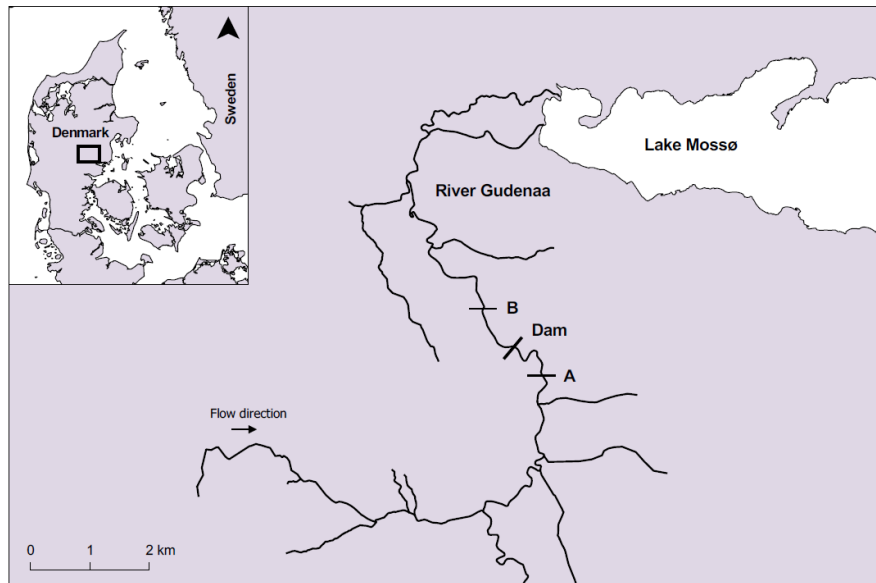 Sweden
Denmark
Lake Mossø
River Gudenaa
B
Dam
A
Flow direction
0 1 2 km